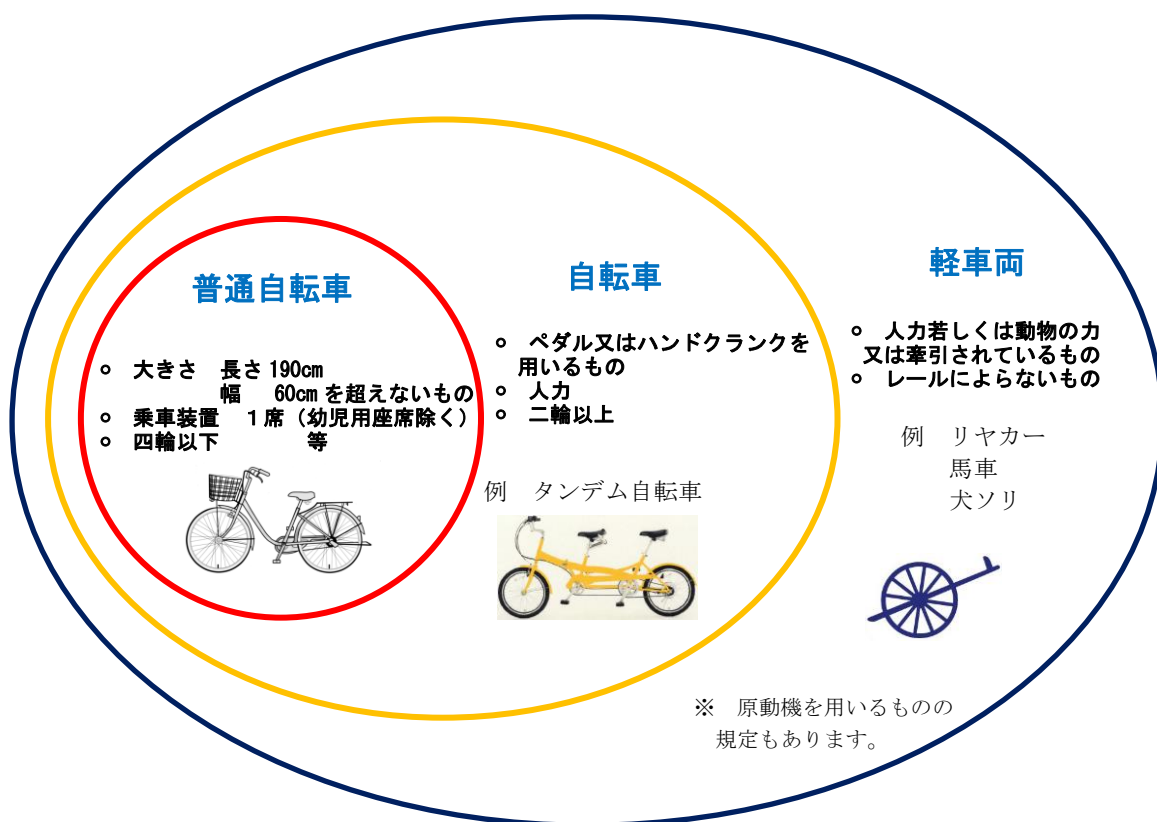 普通自転車
○ 大きさ 長さ190cm
幅 60cmを超えないもの
○ 乗車装置 1席(幼児用座席除く)
○ 四輪以下 等
自転車
○ ペダル又はハンドクランクを
用いるもの
○ 人力
○ 二輪以上
例 タンデム自転車
軽車両
○ 人力若しくは動物の力
又は牽引されているもの
○ レールによらないもの
例 リヤカー
馬車
犬ソリ
※ 原動機を用いるものの
規定もあります。